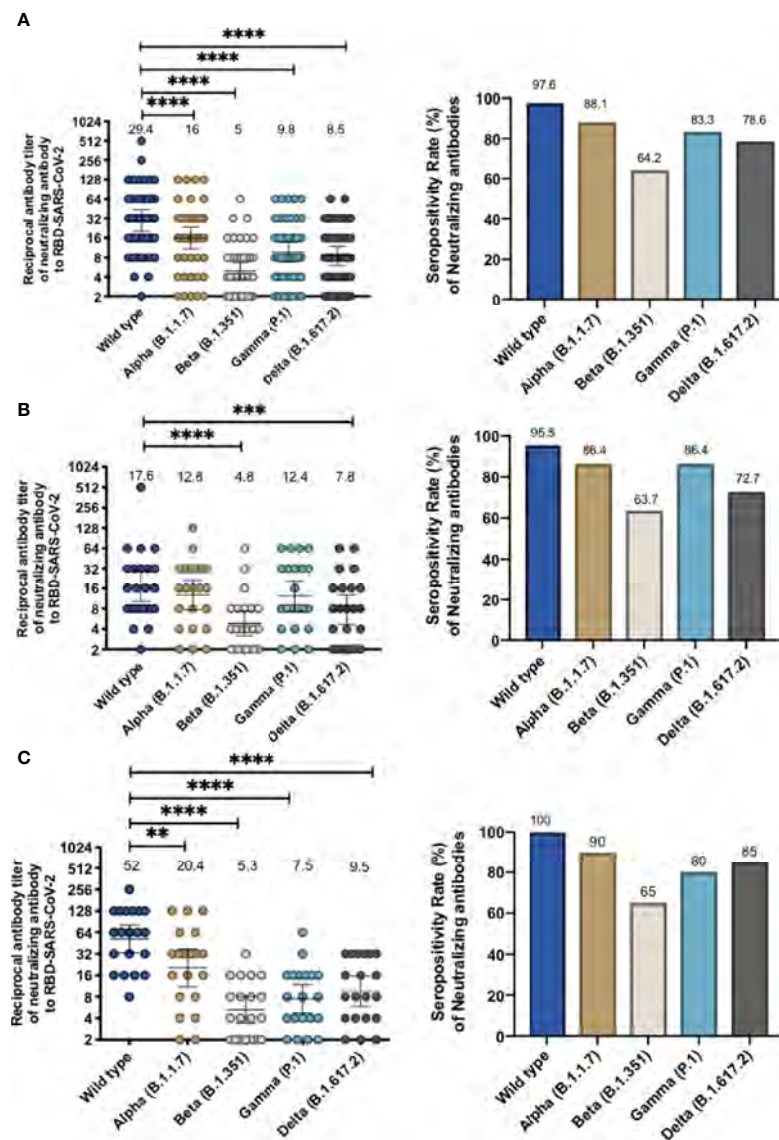 A
****
****
****
****
Reciprocal antibody titer
of neutralizing antibody
to RBD-SARS-CoV-2
1024
512
256
128
64
32
16
8
4
2
29.4 16 5 9.8 8.5
Wild type
Alpha (B.1.1.7)
Beta (B.1.351)
Gamma (P.1)
Delta (B.1.617.2)
Seropositivity Rate (%)
of Neutralizing antibodies
100
80
60
40
20
0
97.6
88.1
64.2
83.3
78.6
Wild type
Alpha (B.1.1.7)
Beta (B.1.351)
Gamma (P.1)
Delta (B.1.617.2)
B
***
****
Reciprocal antibody titer
of neutralizing antibody
to RBD-SARS-CoV-2
1024
512
256
128
64
32
16
8
4
2
17.6 12.8 4.8 12.4 7.8
Wild type
Alpha (B.1.1.7)
Beta (B.1.351)
Gamma (P.1)
Delta (B.1.617.2)
Seropositivity Rate (%)
of Neutralizing antibodies
100
80
60
40
20
0
95.5
86.4
63.7
86.4
72.7
Wild type
Alpha (B.1.1.7)
Beta (B.1.351)
Gamma (P.1)
Delta (B.1.617.2)
C
****
****
****
**
Reciprocal antibody titer
of neutralizing antibody
to RBD-SARS-CoV-2
1024
512
256
128
64
32
16
8
4
2
52 20.4 5.3 7.5 9.5
Wild type
Alpha (B.1.1.7)
Beta (B.1.351)
Gamma (P.1)
Delta (B.1.617.2)
Seropositivity Rate (%)
of Neutralizing antibodies
100
80
60
40
20
0
100
90
65
80
85
Wild type
Alpha (B.1.1.7)
Beta (B.1.351)
Gamma (P.1)
Delta (B.1.617.2)